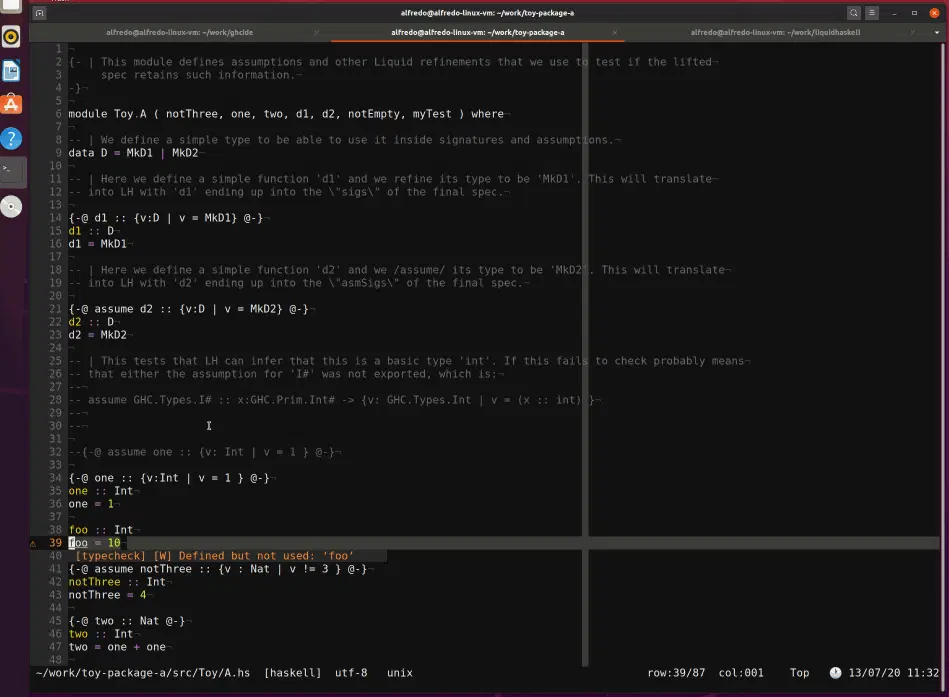 alfredo@alfredo-linux-vm: ~/work/toy-package-a
alfredo@alfredo-linux-vm: ~/work/ghcide
alfredo@alfredo-linux-vm: ~/work/toy-package-a
alfredo@alfredo-linux-vm: ~/work/liquidhaskell
1 ¬
2 {- | This module defines assumptions and other Liquid refinements that we use to test if the lifted¬
3      spec retains such information.¬
4 -}¬
5 ¬
6 module Toy.A ( notThree, one, two, d1, d2, notEmpty, myTest ) where¬
7 ¬
8 -- | We define a simple type to be able to use it inside signatures and assumptions.¬
9 data D = MkD1 | MkD2¬
10 ¬
11 -- | Here we define a simple function 'd1' and we refine its type to be 'MkD1'. This will translate¬
12 -- into LH with 'd1' ending up into the \"sigs\" of the final spec.¬
13 ¬
14 {-@ d1 :: {v:D | v = MkD1} @-}¬
15 d1 :: D¬
16 d1 = MkD1¬
17 ¬
18 -- | Here we define a simple function 'd2' and we /assume/ its type to be 'MkD2'. This will translate¬
19 -- into LH with 'd2' ending up into the \"asmSigs\" of the final spec.¬
20 ¬
21 {-@ assume d2 :: {v:D | v = MkD2} @-}¬
22 d2 :: D¬
23 d2 = MkD2¬
24 ¬
25 -- | This tests that LH can infer that this is a basic type 'int'. If this fails to check probably means¬
26 -- that either the assumption for 'I#' was not exported, which is:¬
27 --¬
28 -- assume GHC.Types.I# :: x:GHC.Prim.Int# -> {v: GHC.Types.Int | v = (x :: int) }¬
29 --¬
30 --¬
31 ¬
32 --{-@ assume one :: {v: Int | v = 1 } @-}¬
33 ¬
34 {-@ one :: {v:Int | v = 1 } @-}¬
35 one :: Int¬
36 one = 1¬
37 ¬
38 foo :: Int¬
39 foo = 10¬
40 [typecheck] [W] Defined but not used: ‘foo’
41 {-@ assume notThree :: {v : Nat | v != 3 } @-}¬
42 notThree :: Int¬
43 notThree = 4¬
44 ¬
45 {-@ two :: Nat @-}¬
46 two :: Int¬
47 two = one + one¬
48 ¬
~/work/toy-package-a/src/Toy/A.hs [haskell] utf-8 unix row:39/87 col:001 Top 13/07/20 11:32